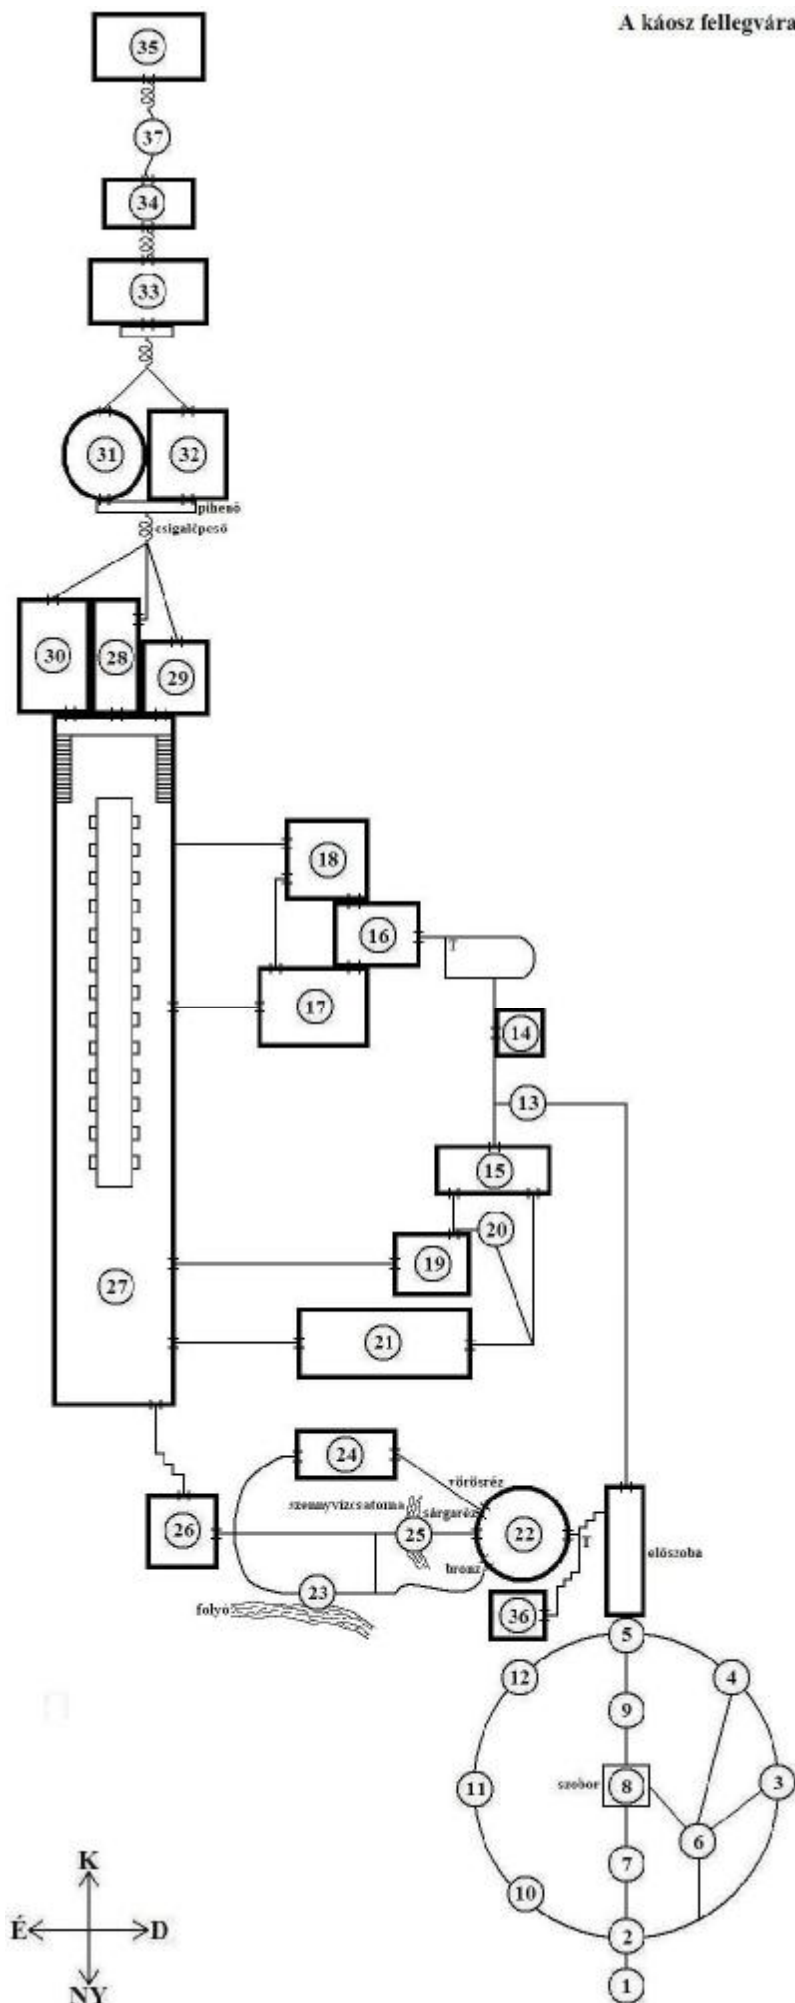 A káosz fellegvára
35
37
34
33
31
32
pihenő
csigalépcső
30
28
29
18
16
T
17
14
13
15
20
19
27
21
24
vörösréz
szennyvízcsatorna
sárgaréz
26
25
22
T
előszoba
bronz
23
folyó
36
5
12
4
9
szobor
8
3
11
6
7
10
K
É
D
2
NY
1